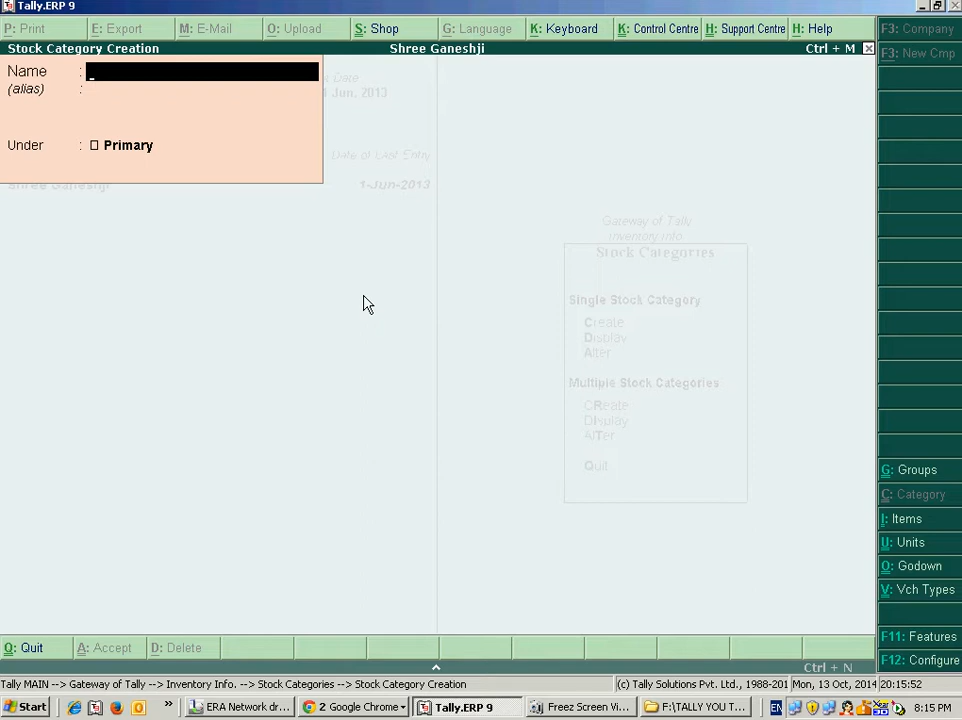 Tally.ERP 9
P: Print
E: Export
M: E-Mail
O: Upload
S: Shop
G: Language
K: Keyboard
K: Control Centre
H: Support Centre
H: Help
F3: Company
F3: New Cmp
Stock Category Creation
Shree Ganeshji
Ctrl + M
Name :
(alias) :
Under : Primary
Date
Jun, 2013
Date of Last Entry
Shree Ganeshji
1-Jun-2013
Gateway of Tally
Inventory Info.
Stock Categories
Single Stock Category
Create
Display
Alter
Multiple Stock Categories
CReate
DIsplay
AlTer
Quit
G: Groups
C: Category
I: Items
U: Units
O: Godown
V: Vch Types
F11: Features
F12: Configure
Q: Quit
A: Accept
D: Delete
Ctrl + N
Tally MAIN --> Gateway of Tally --> Inventory Info. --> Stock Categories --> Stock Category Creation
(c) Tally Solutions Pvt. Ltd., 1988-201
Mon, 13 Oct, 2014
20:15:52
Start
»
ERA Network dr...
2 Google Chrome
Tally.ERP 9
Freez Screen Vi...
F:\TALLY YOU T...
EN
8:15 PM